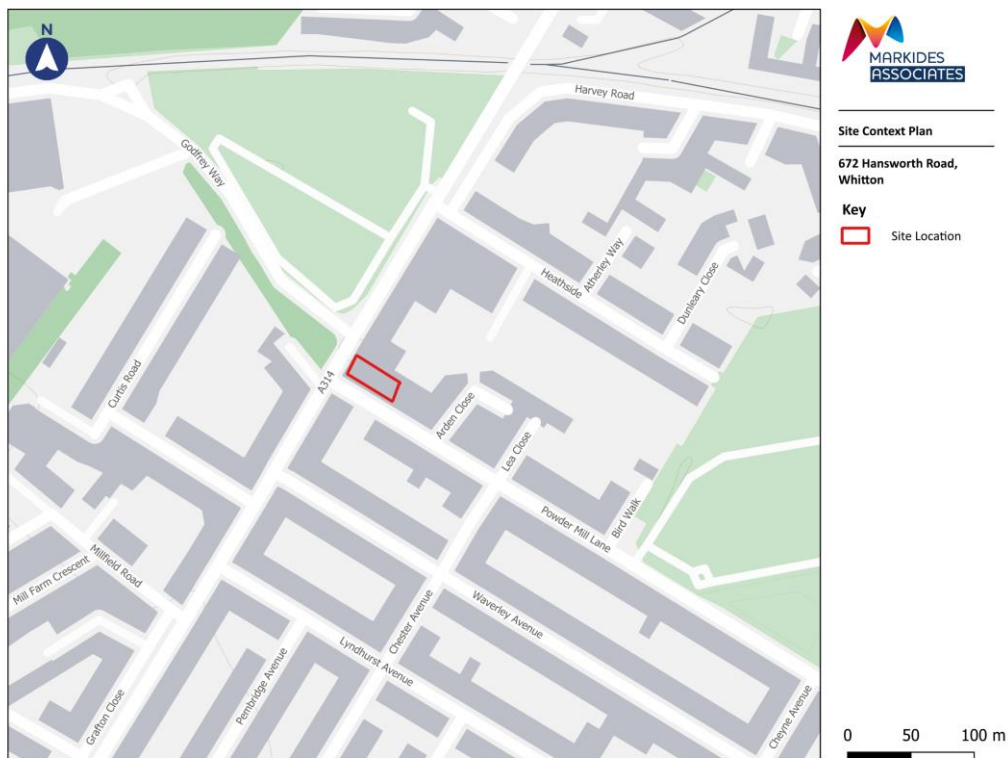 N
Harvey Road
Godfrey Way
Atherley Way
Heathside
Dunleary Close
A314
Curtis Road
Arden Close
Lea Close
Bird Walk
Powder Mill Lane
Millfield Road
Mill Farm Crescent
Chester Avenue
Waverley Avenue
Lyndhurst Avenue
Pembridge Avenue
Grafton Close
Cheyne Avenue
MARKIDES
ASSOCIATES
Site Context Plan
672 Hansworth Road,
Whitton
Key
Site Location
0 50 100 m